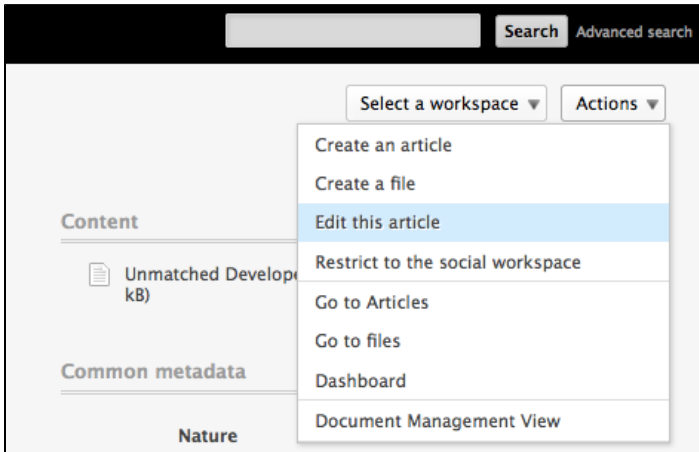 Search Advanced search
Select a workspace Actions
Create an article
Create a file
Content
Edit this article
Unmatched Develope
kB)
Restrict to the social workspace
Go to Articles
Go to files
Common metadata
Dashboard
Document Management View
Nature